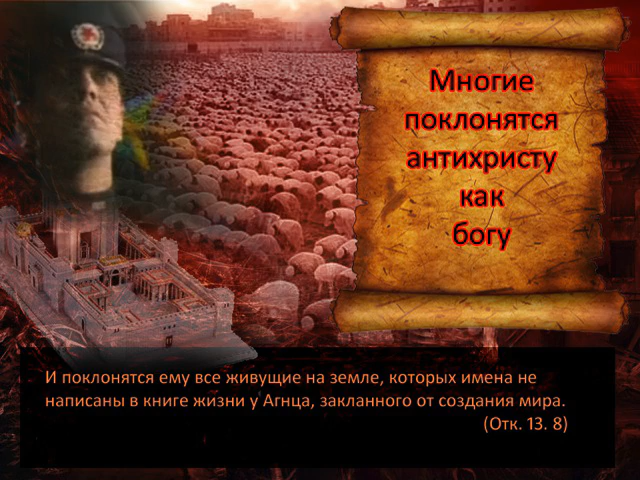 Многие
поклонятся
антихристу
как
богу
И поклонятся ему все живущие на земле, которых имена не
написаны в книге жизни у Агнца, закланного от создания мира.
(Отк. 13. 8)